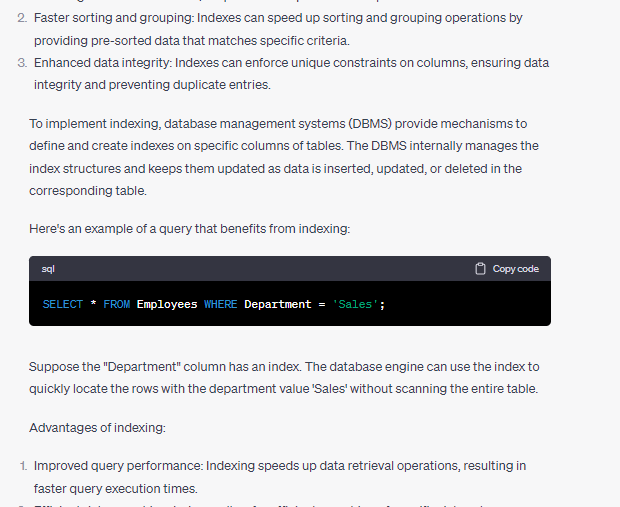 2. Faster sorting and grouping: Indexes can speed up sorting and grouping operations by
providing pre-sorted data that matches specific criteria.
3. Enhanced data integrity: Indexes can enforce unique constraints on columns, ensuring data
integrity and preventing duplicate entries.
To implement indexing, database management systems (DBMS) provide mechanisms to
define and create indexes on specific columns of tables. The DBMS internally manages the
index structures and keeps them updated as data is inserted, updated, or deleted in the
corresponding table.
Here's an example of a query that benefits from indexing:
sql Copy code
SELECT * FROM Employees WHERE Department = 'Sales';
Suppose the "Department" column has an index. The database engine can use the index to
quickly locate the rows with the department value 'Sales' without scanning the entire table.
Advantages of indexing:
1. Improved query performance: Indexing speeds up data retrieval operations, resulting in
faster query execution times.